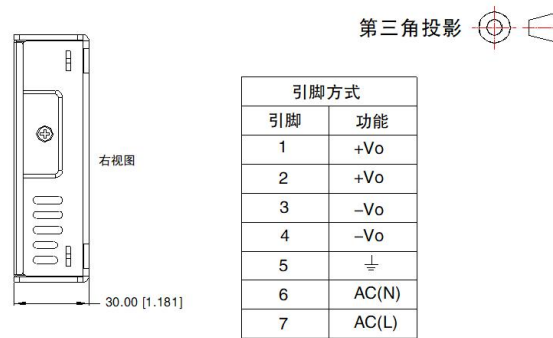 第三角投影
引脚方式
引脚 功能
1 +Vo
2 +Vo
右视图
3 −Vo
4 −Vo
5 ⏚
6 AC(N)
7 AC(L)
30.00 [1.181]